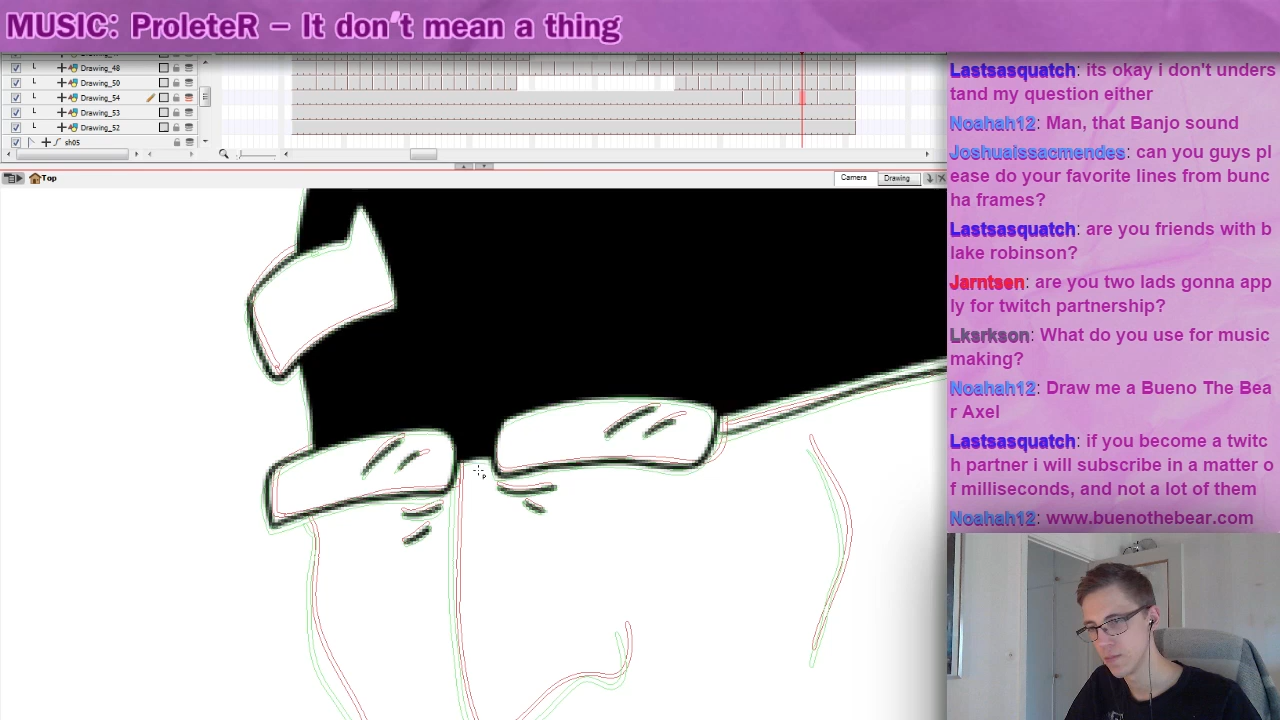 MUSIC: ProleteR – It don't mean a thing
Drawing_48
Drawing_50
Drawing_54
Drawing_53
Drawing_52
sh05
Top
Camera
Drawing
Lastsasquatch: its okay i don't unders
tand my question either
Noahah12: Man, that Banjo sound
Joshuaissacmendes: can you guys pl
ease do your favorite lines from bunc
ha frames?
Lastsasquatch: are you friends with b
lake robinson?
Jarntsen: are you two lads gonna app
ly for twitch partnership?
Lksrkson: What do you use for music
making?
Noahah12: Draw me a Bueno The Bea
r Axel
Lastsasquatch: if you become a twitc
h partner i will subscribe in a matter o
f milliseconds, and not a lot of them
Noahah12: www.buenothebear.com